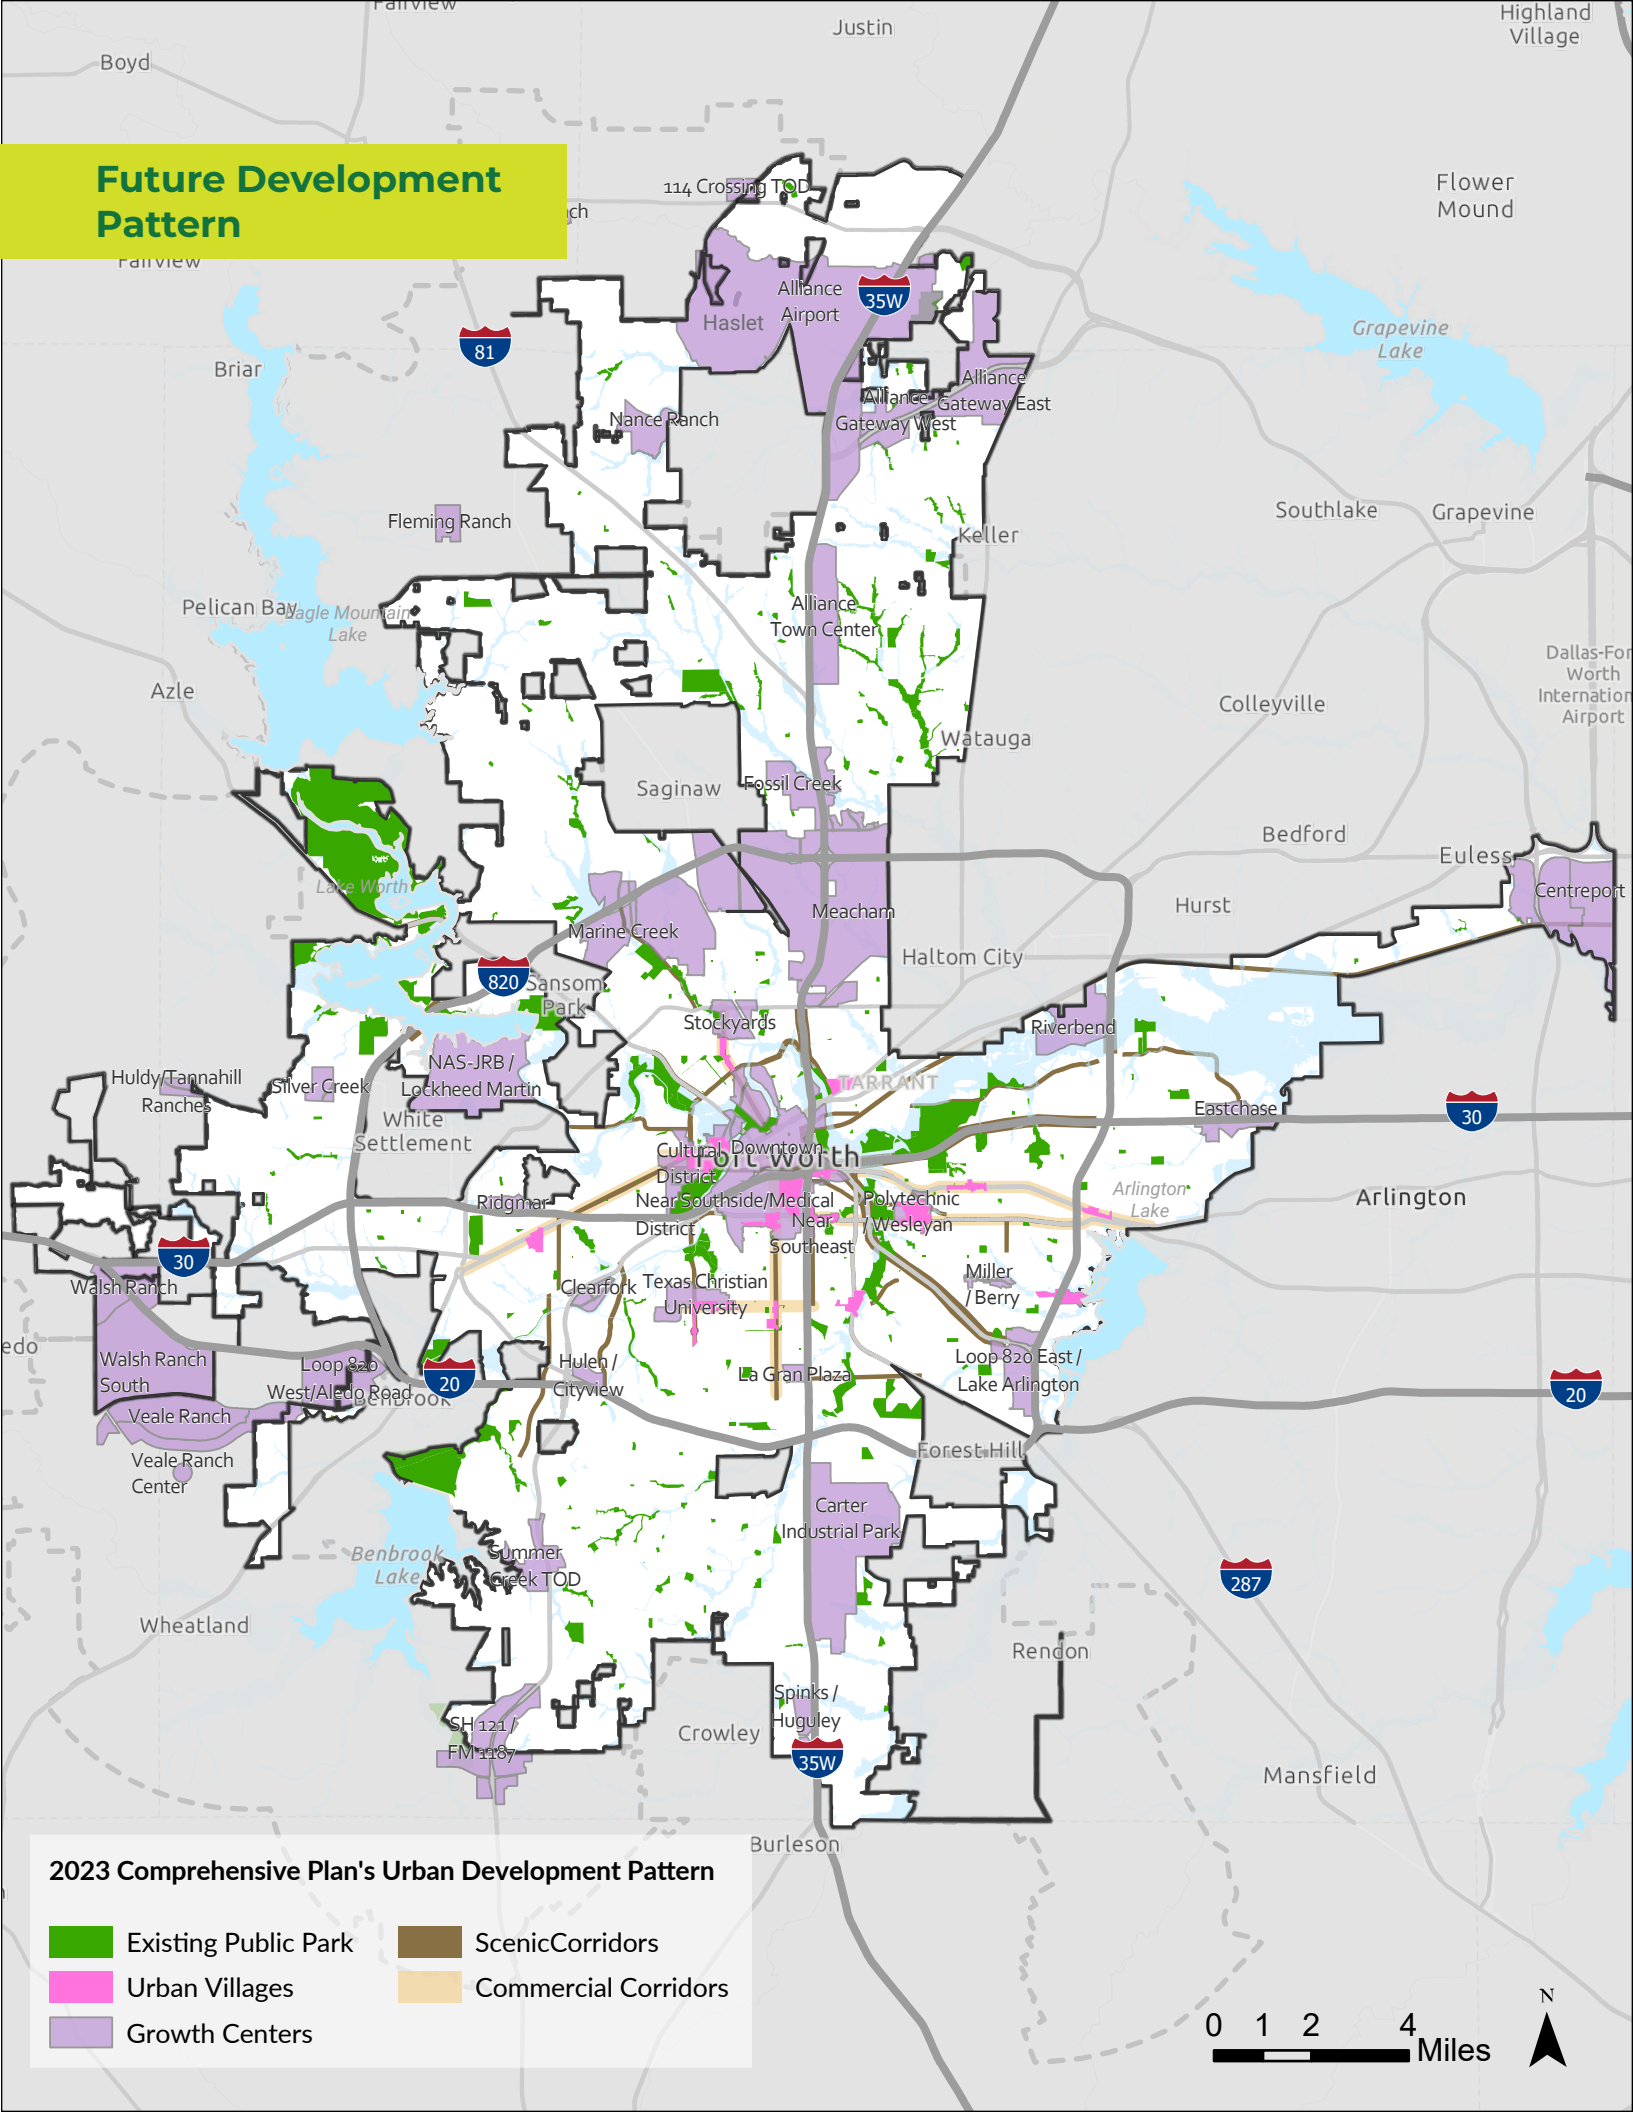 Fairview
Justin
Highland
Village
Boyd
Future Development
Pattern
114 Crossing TOD
Flower
Mound
Fairview
Alliance
Airport
35W
Haslet
Grapevine
Lake
81
Briar
Alliance
Gateway East
Alliance
Gateway West
Nance Ranch
Fleming Ranch
Southlake
Grapevine
Keller
Pelican Bay
Eagle Mountain
Lake
Alliance
Town Center
Azle
Colleyville
Watauga
Saginaw
Fossil Creek
Bedford
Euless
Centreport
Lake Worth
Hurst
Meacham
Marine Creek
Haltom City
820
Sansom
Park
Stockyards
Riverbend
NAS-JRB /
Lockheed Martin
Huldy/Tannahill
Ranches
Silver Creek
TARRANT
White
Settlement
Eastchase
30
Cultural
District
Downtown
Fort Worth
Arlington
Lake
Arlington
Ridgmar
Near Southside/Medical
District
Polytechnic
/ Wesleyan
Near
Southeast
30
Walsh Ranch
Clearfork
Texas Christian
University
Miller
/ Berry
Walsh Ranch
South
Loop 820
West/Aledo Road
Benbrook
20
Hulen /
Cityview
La Gran Plaza
Loop 820 East /
Lake Arlington
20
Veale Ranch
Veale Ranch
Center
Forest Hill
Carter
Industrial Park
Benbrook
Lake
Summer
Creek TOD
287
Wheatland
Rendon
Spinks /
Huguley
SH 121 /
FM 1187
Crowley
35W
Mansfield
Burleson
2023 Comprehensive Plan's Urban Development Pattern
Existing Public Park
Urban Villages
Growth Centers
ScenicCorridors
Commercial Corridors
0 1 2 4
Miles
N